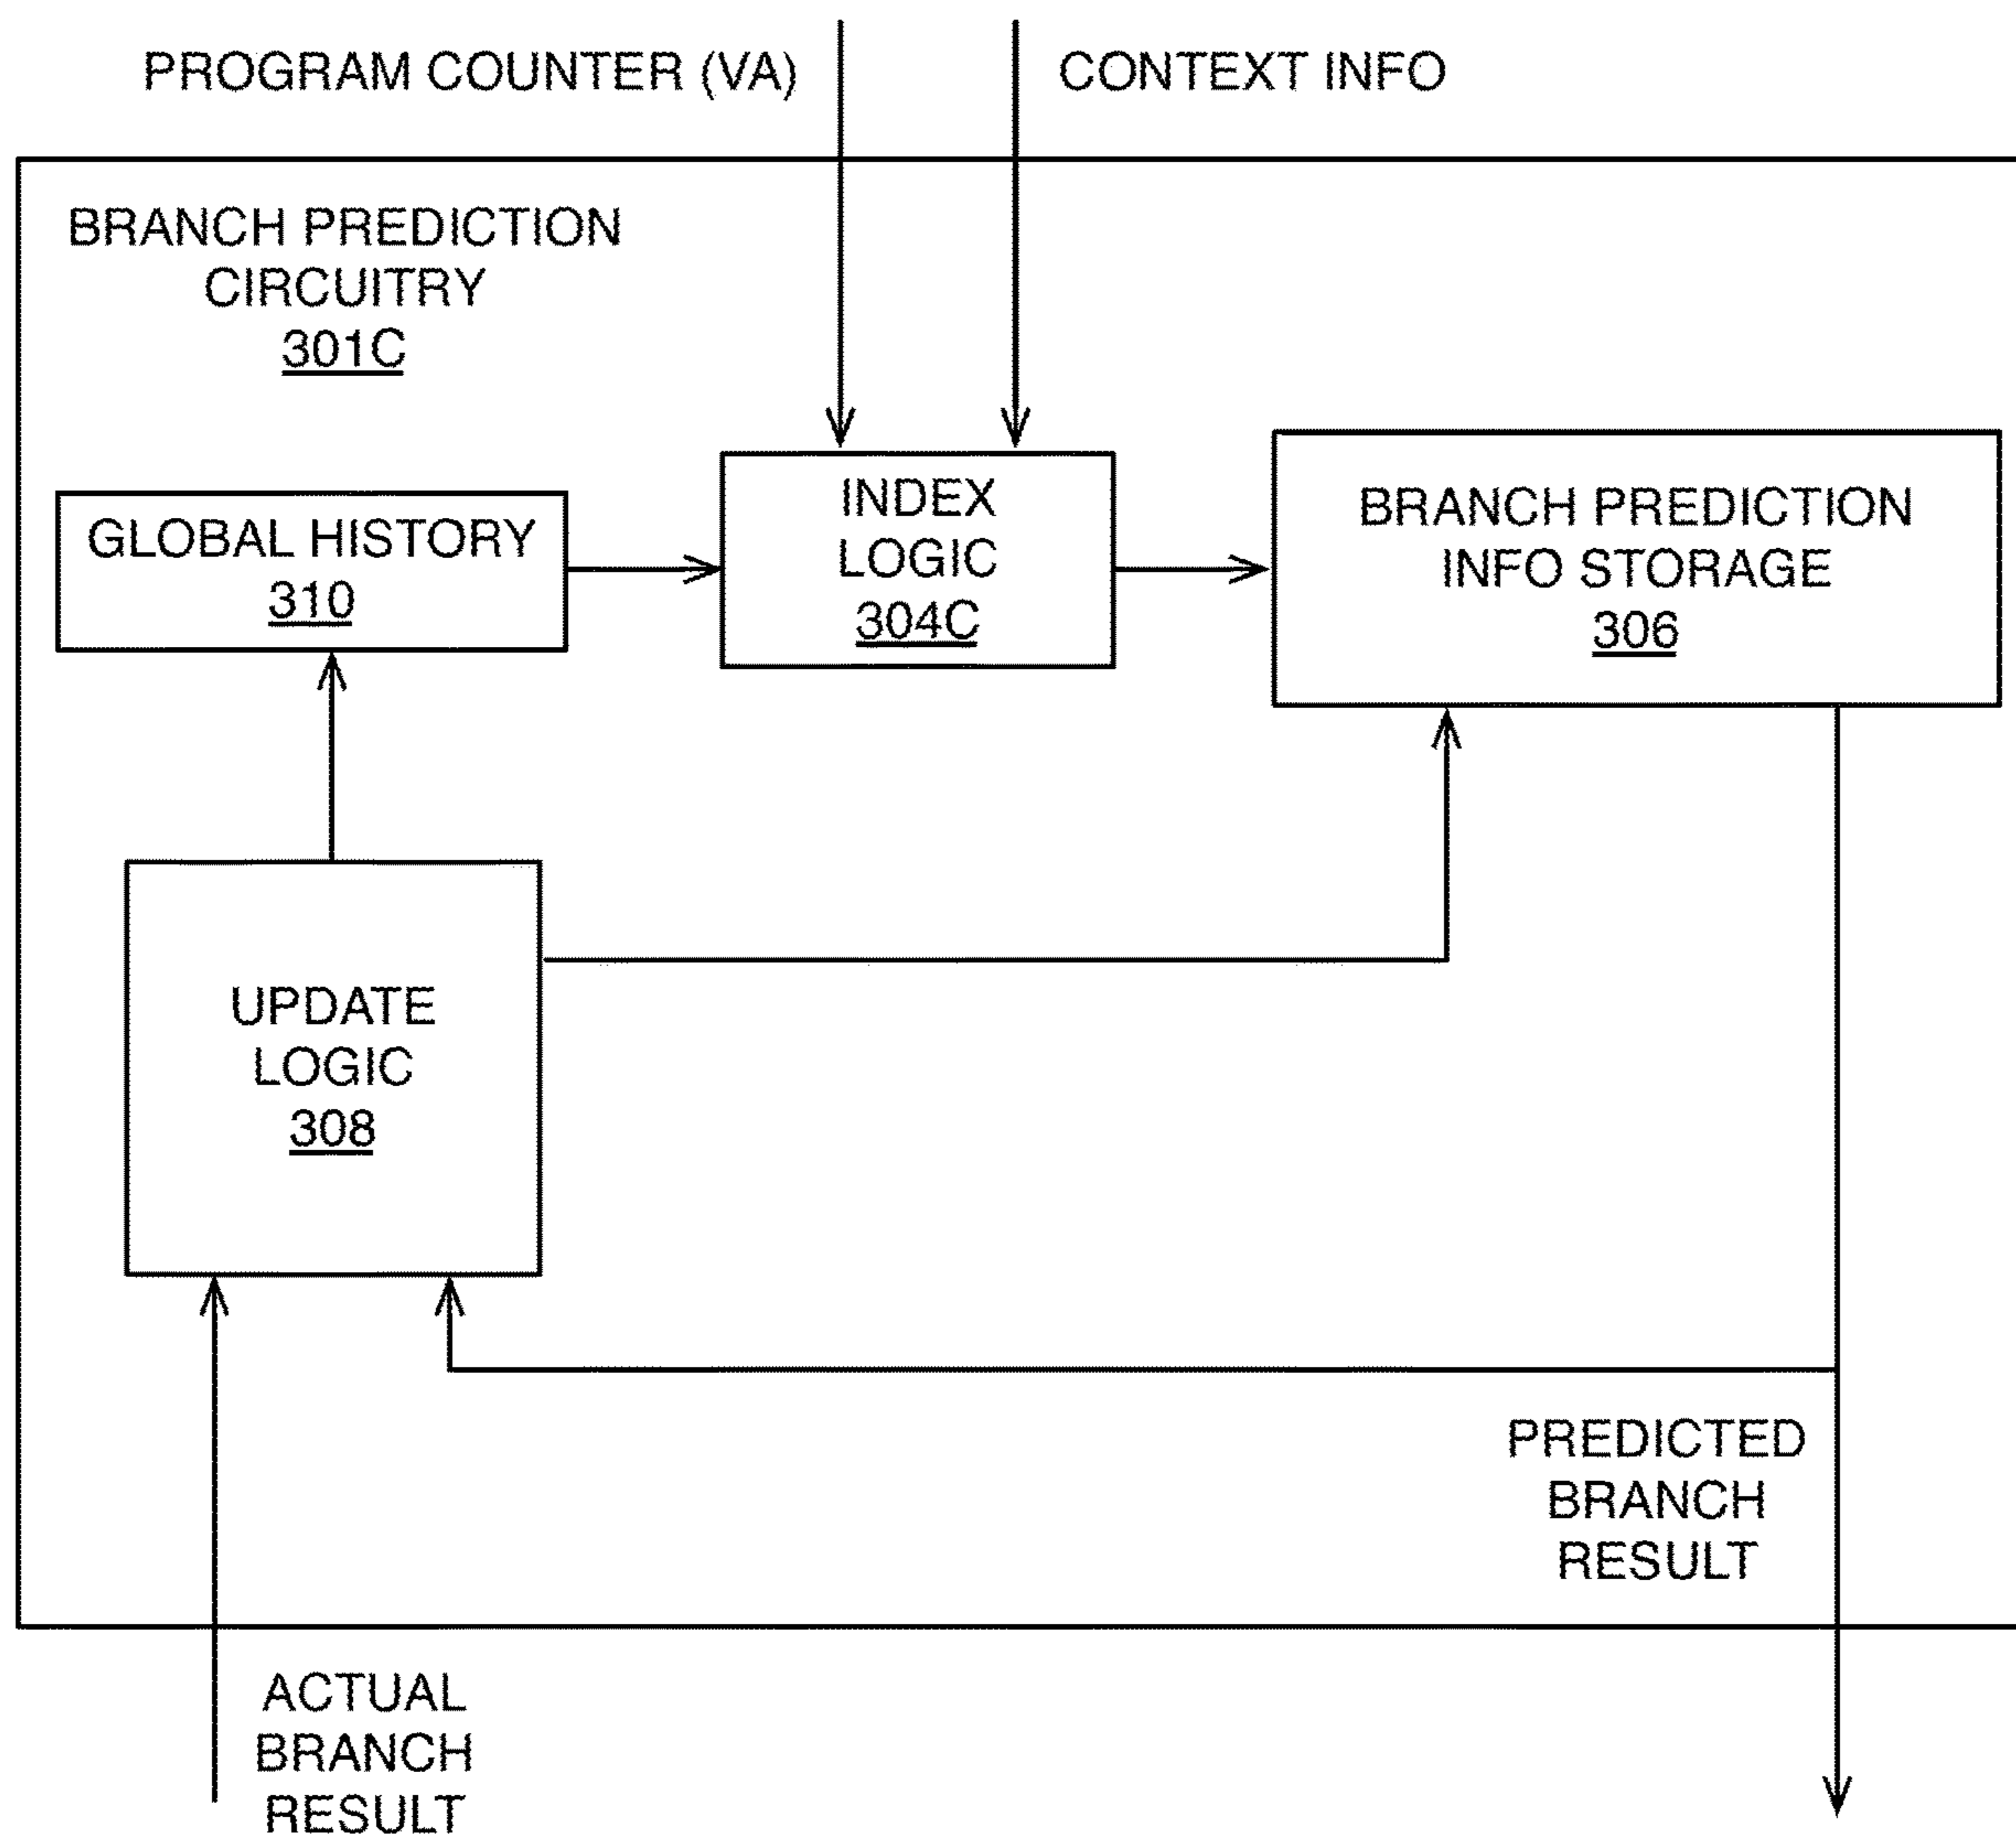 PROGRAM COUNTER (VA)
CONTEXT INFO
BRANCH PREDICTION
CIRCUITRY
301C
GLOBAL HISTORY
310
INDEX
LOGIC
304C
BRANCH PREDICTION
INFO STORAGE
306
UPDATE
LOGIC
308
PREDICTED
BRANCH
RESULT
ACTUAL
BRANCH
RESULT